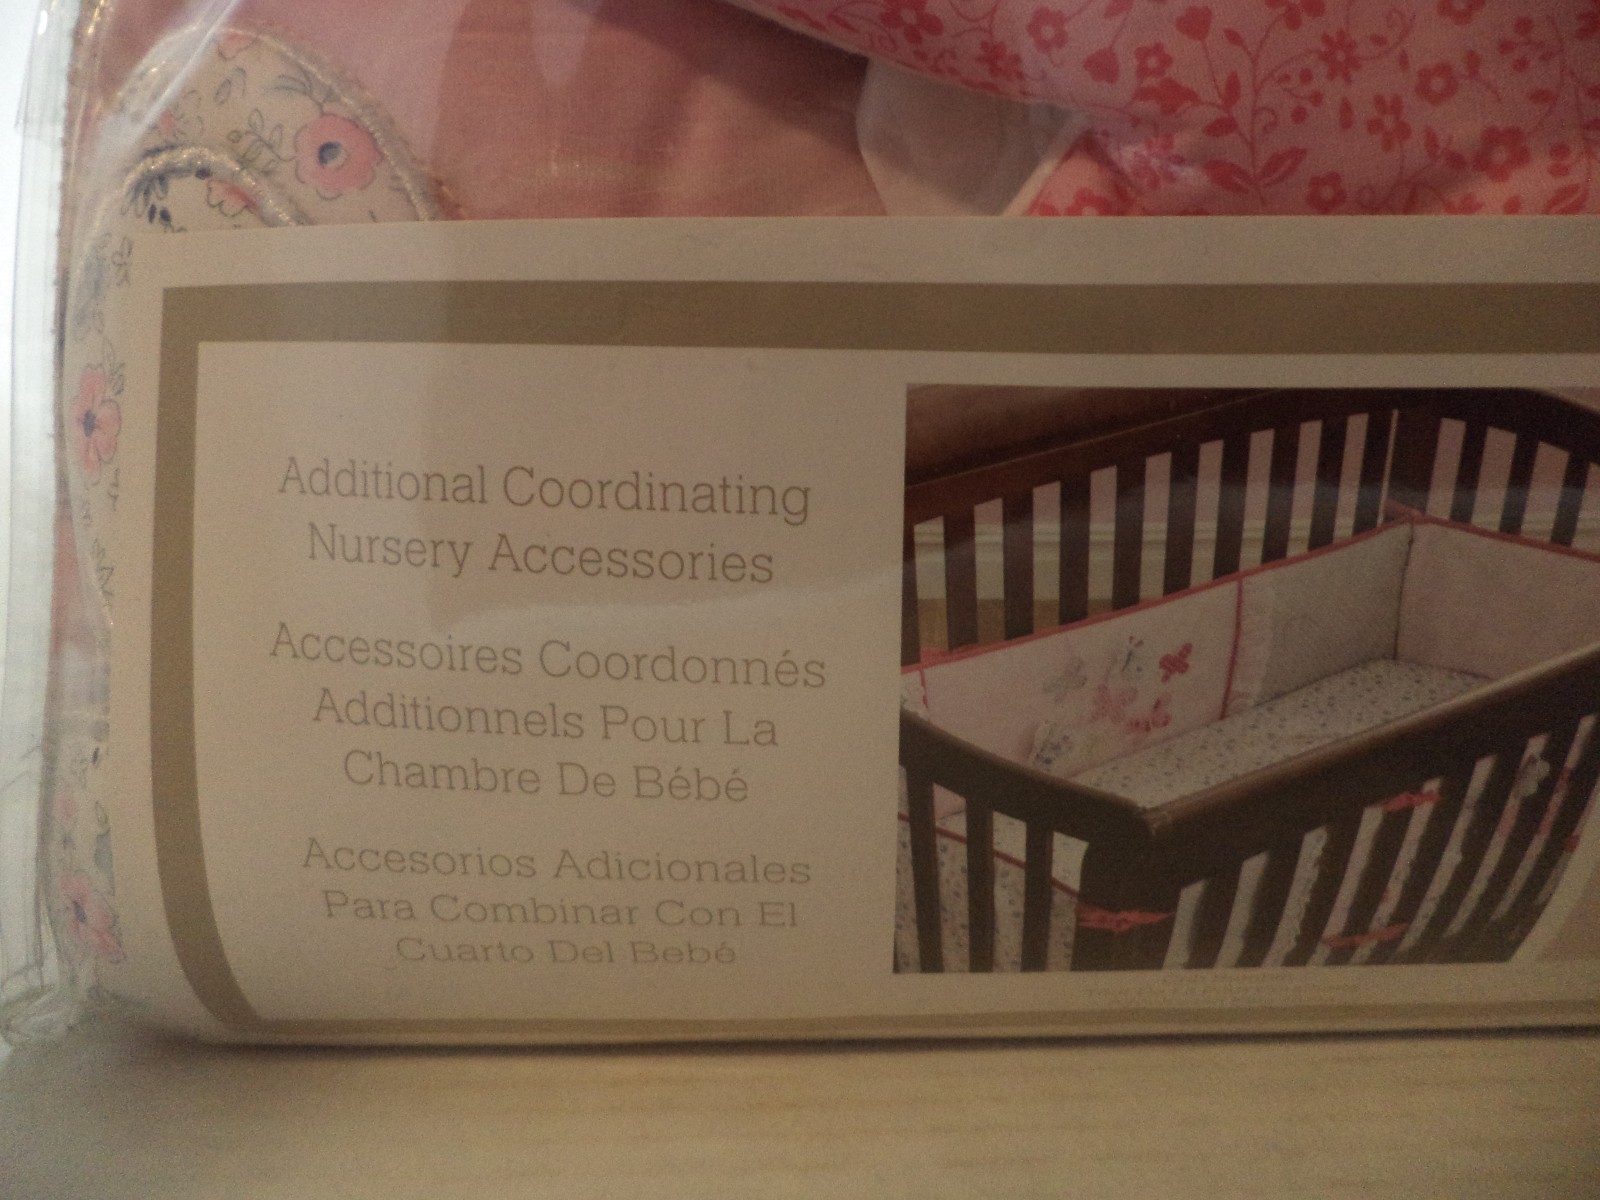 Additional Coordinating
Nursery Accessories
Accessoires Coordonnés
Additionnels Pour La
Chambre De Bébé
Accesorios Adicionales
Para Combinar Con El
Cuarto Del Bebé